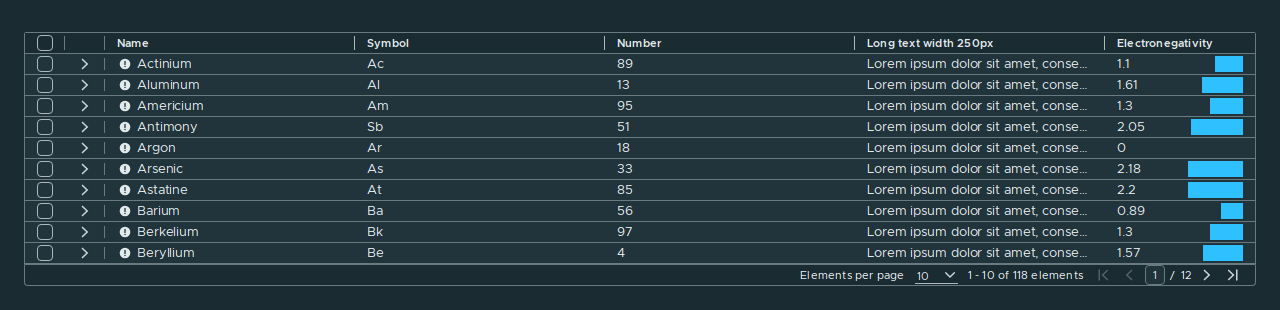 Name Symbol Number Long text width 250px Electronegativity
Actinium Ac 89 Lorem ipsum dolor sit amet, conse... 1.1
Aluminum Al 13 Lorem ipsum dolor sit amet, conse... 1.61
Americium Am 95 Lorem ipsum dolor sit amet, conse... 1.3
Antimony Sb 51 Lorem ipsum dolor sit amet, conse... 2.05
Argon Ar 18 Lorem ipsum dolor sit amet, conse... 0
Arsenic As 33 Lorem ipsum dolor sit amet, conse... 2.18
Astatine At 85 Lorem ipsum dolor sit amet, conse... 2.2
Barium Ba 56 Lorem ipsum dolor sit amet, conse... 0.89
Berkelium Bk 97 Lorem ipsum dolor sit amet, conse... 1.3
Beryllium Be 4 Lorem ipsum dolor sit amet, conse... 1.57
Elements per page 10 1 - 10 of 118 elements 1 / 12